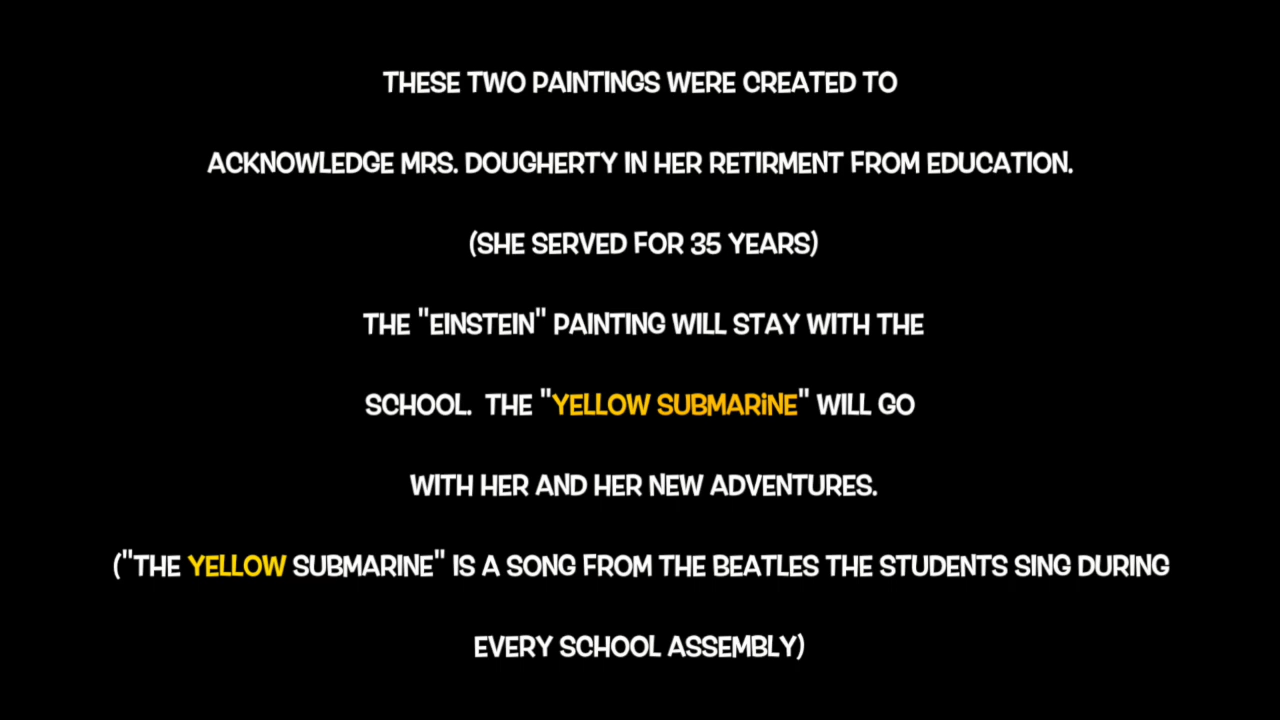 THESE TWO PAINTINGS WERE CREATED TO
ACKNOWLEDGE MRS. DOUGHERTY IN HER RETIRMENT FROM EDUCATION.
(SHE SERVED FOR 35 YEARS)
THE "EINSTEIN" PAINTING WILL STAY WITH THE
SCHOOL. THE "YELLOW SUBMARiNE" WILL GO
WITH HER AND HER NEW ADVENTURES.
("THE YELLOW SUBMARINE" IS A SONG FROM THE BEATLES THE STUDENTS SING DURING
EVERY SCHOOL ASSEMBLY)